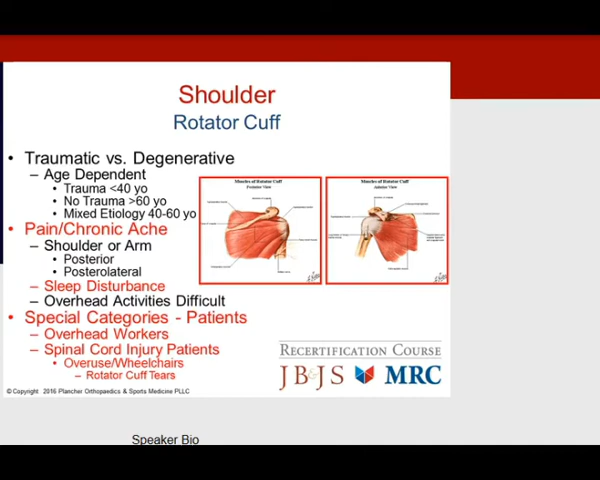 Shoulder
Rotator Cuff
• Traumatic vs. Degenerative
– Age Dependent
• Trauma <40 yo
• No Trauma >60 yo
• Mixed Etiology 40-60 yo
• Pain/Chronic Ache
– Shoulder or Arm
• Posterior
• Posterolateral
– Sleep Disturbance
– Overhead Activities Difficult
• Special Categories - Patients
– Overhead Workers
– Spinal Cord Injury Patients
• Overuse/Wheelchairs
– Rotator Cuff Tears
Muscles of Rotator Cuff
Posterior View
Muscles of Rotator Cuff
Anterior View
RECERTIFICATION COURSE
JB&JS MRC
© Copyright 2016 Plancher Orthopaedics & Sports Medicine PLLC
Speaker Bio